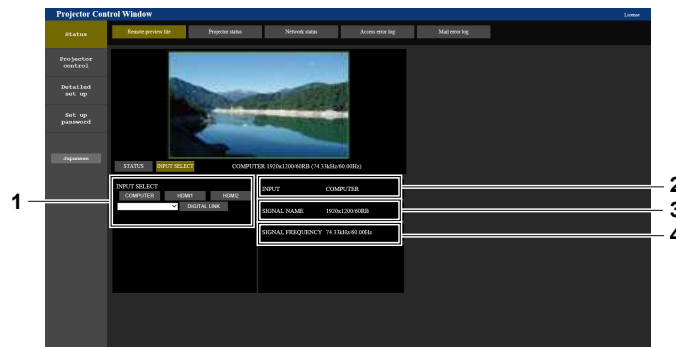 Projector Control Window
License
Status
Remote preview lite
Projector status
Network status
Access error log
Mail error log
Projector
control
Detailed
set up
Set up
password
Japanese
STATUS
INPUT SELECT
COMPUTER 1920x1200/60RB (74.33kHz/60.00Hz)
1
INPUT SELECT
COMPUTER
HDMI1
HDMI2
DIGITAL LINK
INPUT COMPUTER
2
SIGNAL NAME 1920x1200/60RB
3
SIGNAL FREQUENCY 74.33kHz/60.00Hz
4